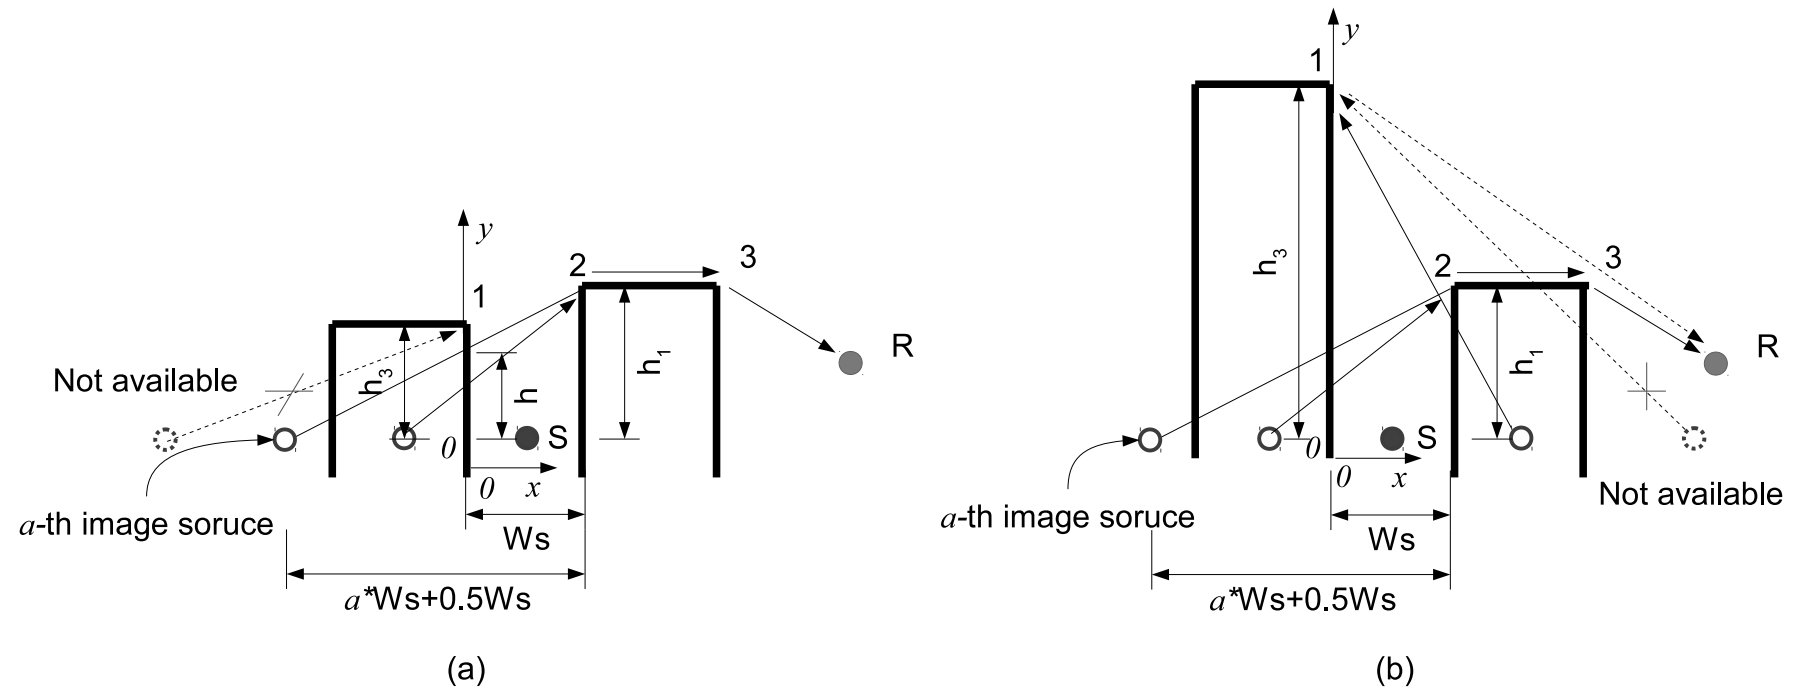 y
1
2
3
R
Not available
h3
h
h1
0
S
0
x
a-th image soruce
Ws
a*Ws+0.5Ws
(a)
y
1
h3
2
3
R
h1
0
S
0
x
Not available
a-th image soruce
Ws
a*Ws+0.5Ws
(b)